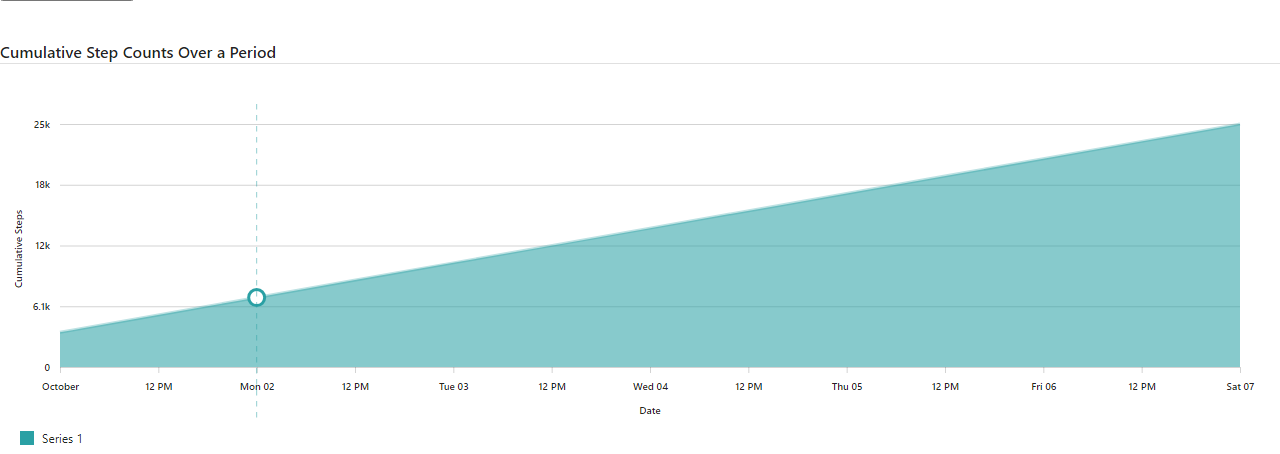 Cumulative Step Counts Over a Period
25k
18k
12k
6.1k
0
Cumulative Steps
October 12 PM Mon 02 12 PM Tue 03 12 PM Wed 04 12 PM Thu 05 12 PM Fri 06 12 PM Sat 07
Date
Series 1